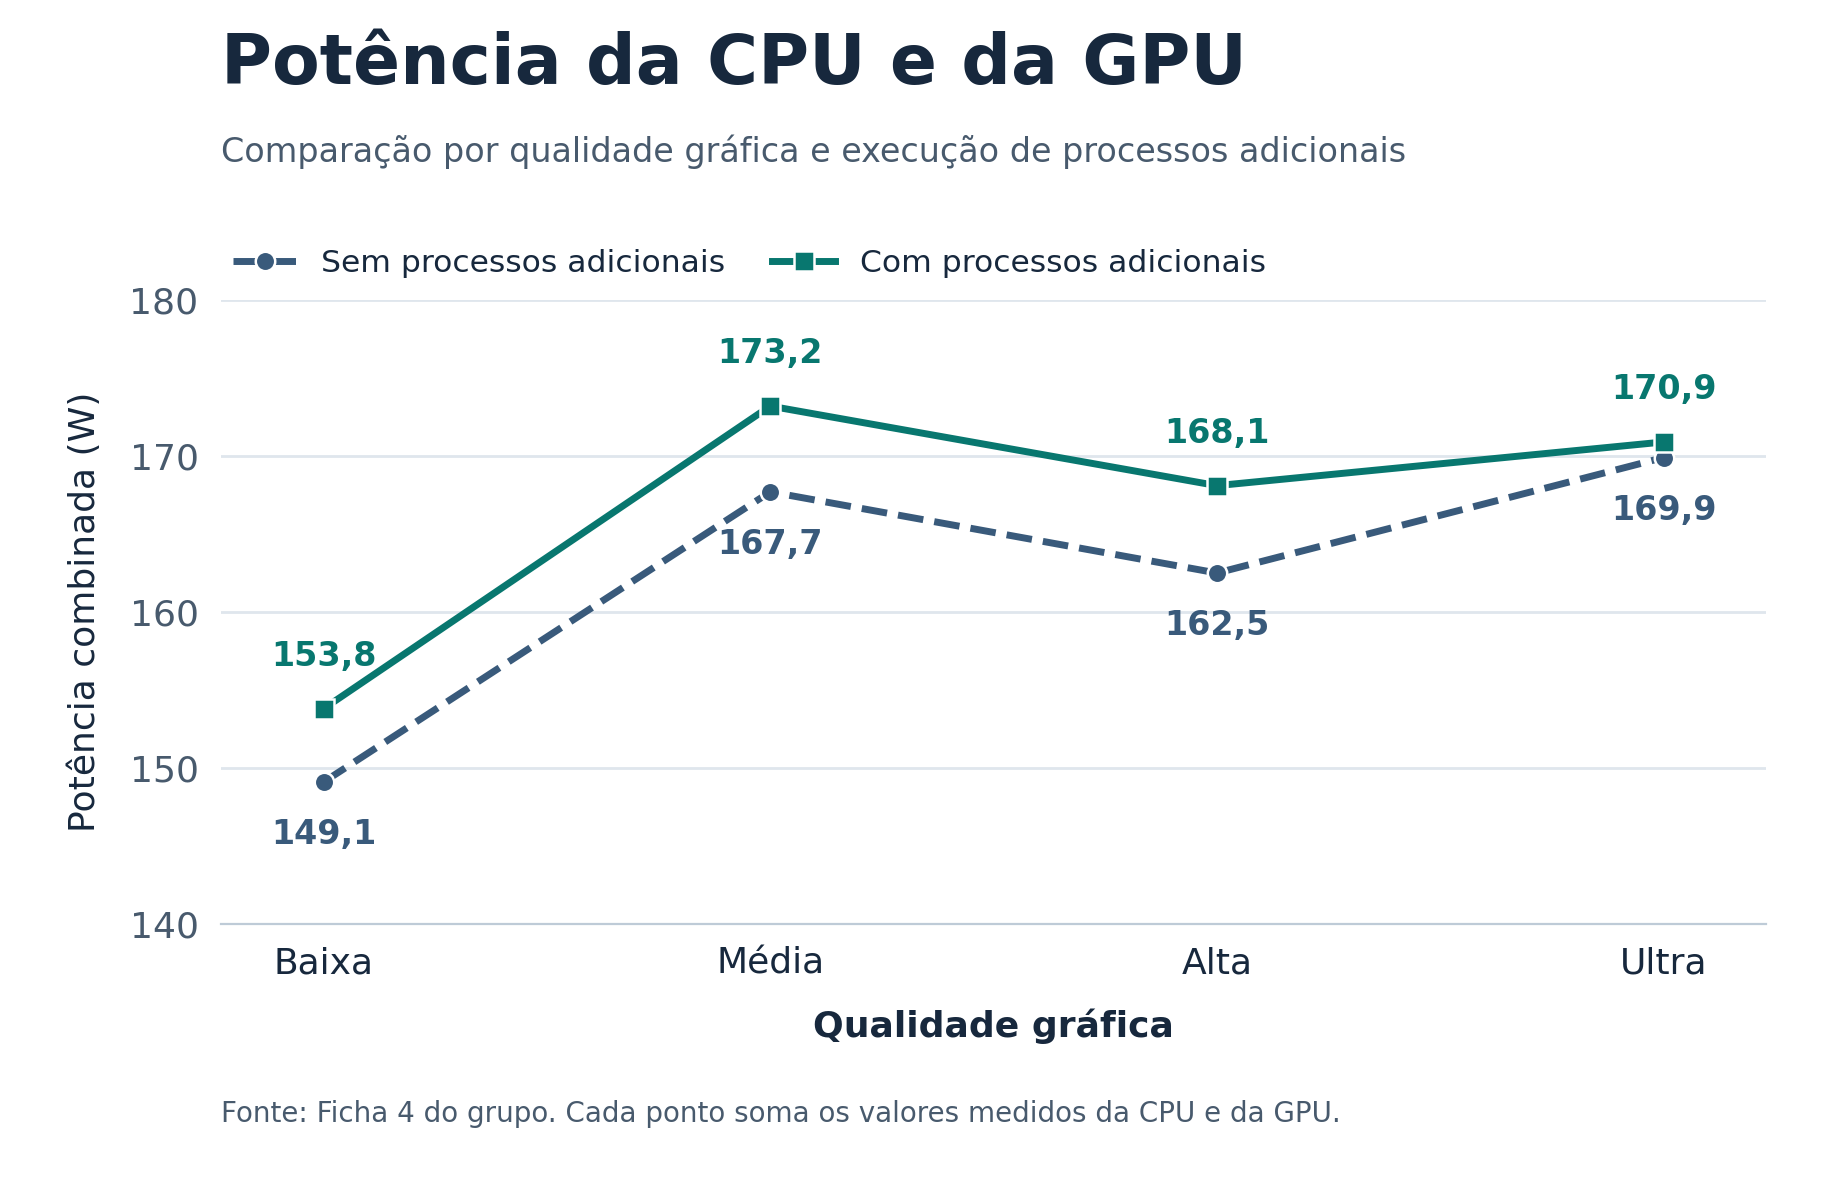 Potência da CPU e da GPU
Comparação por qualidade gráfica e execução de processos adicionais
Sem processos adicionais
Com processos adicionais
180
173,2
170,9
168,1
170
167,7
169,9
160
162,5
153,8
150
149,1
140
Potência combinada (W)
Baixa
Média
Alta
Ultra
Qualidade gráfica
Fonte: Ficha 4 do grupo. Cada ponto soma os valores medidos da CPU e da GPU.